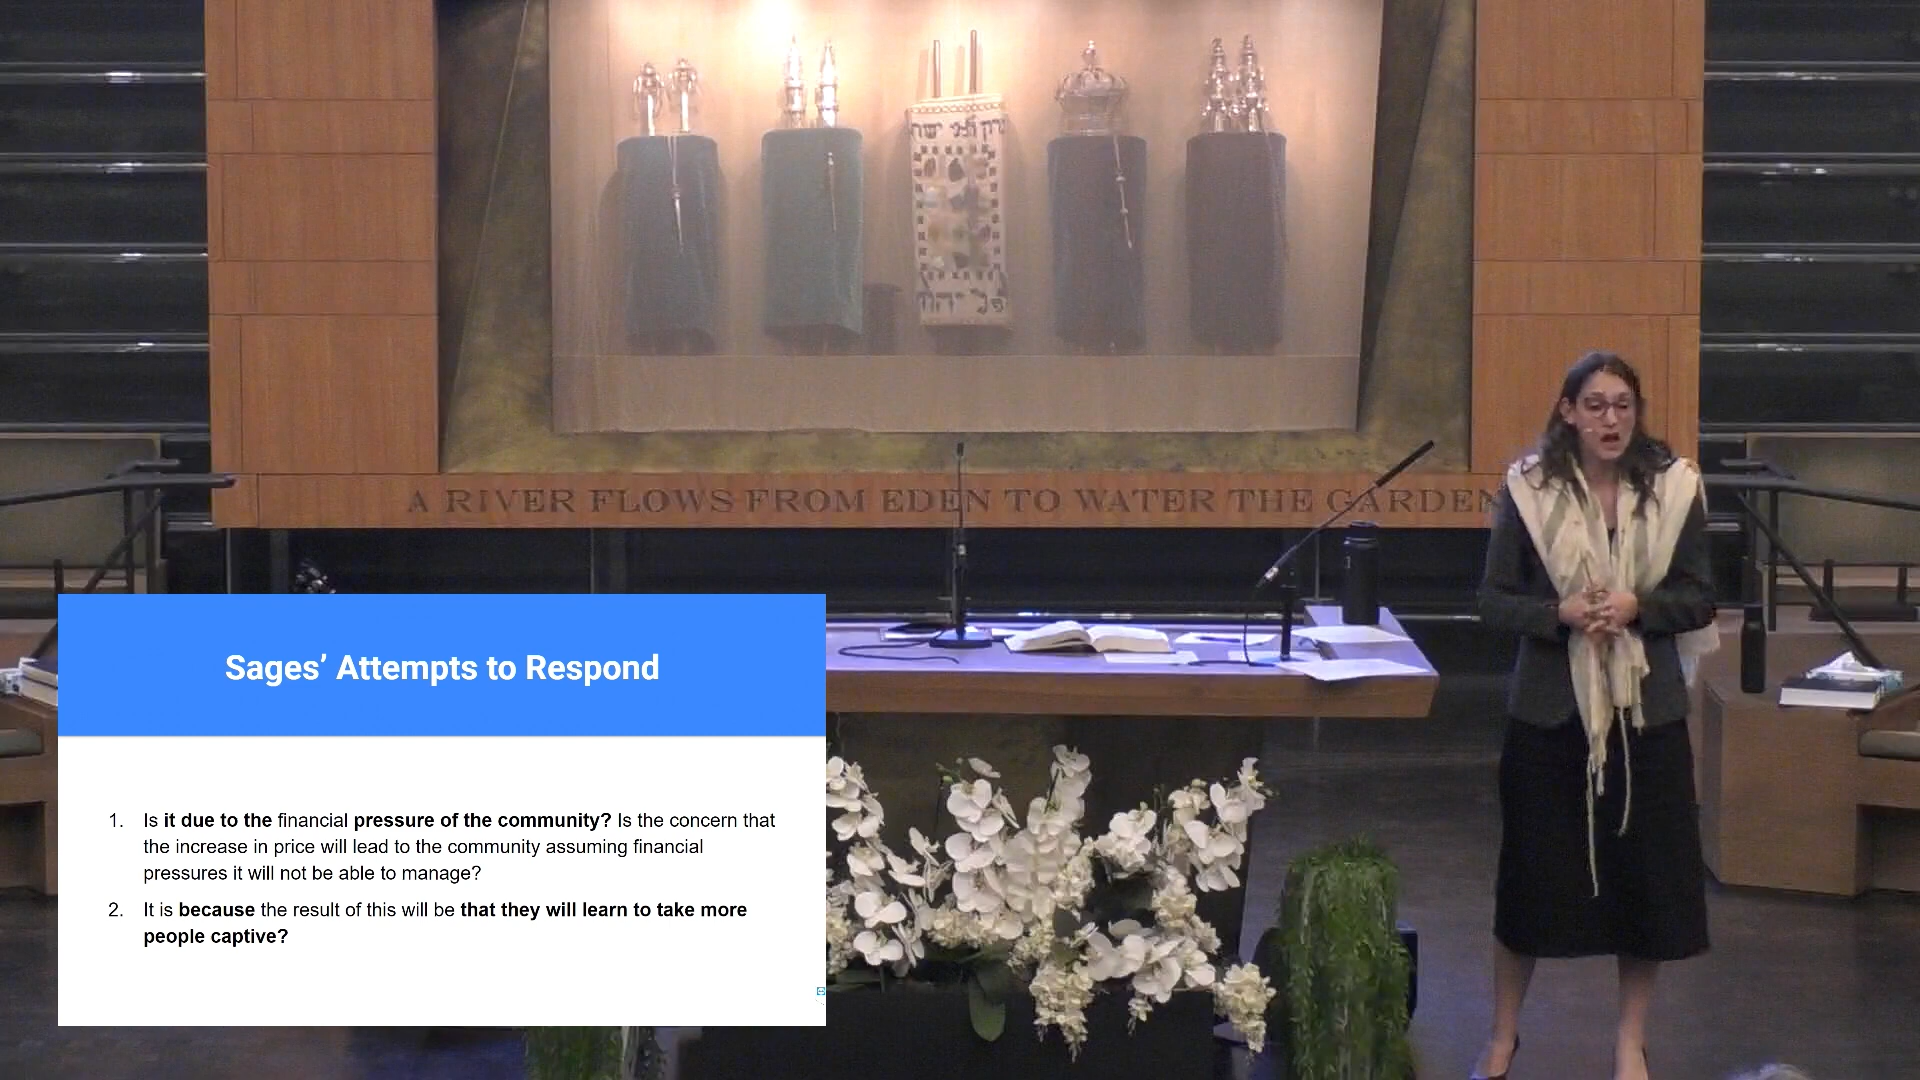 A RIVER FLOWS FROM EDEN TO WATER THE GARDEN
Sages’ Attempts to Respond
1. Is it due to the financial pressure of the community? Is the concern that
the increase in price will lead to the community assuming financial
pressures it will not be able to manage?
2. It is because the result of this will be that they will learn to take more
people captive?